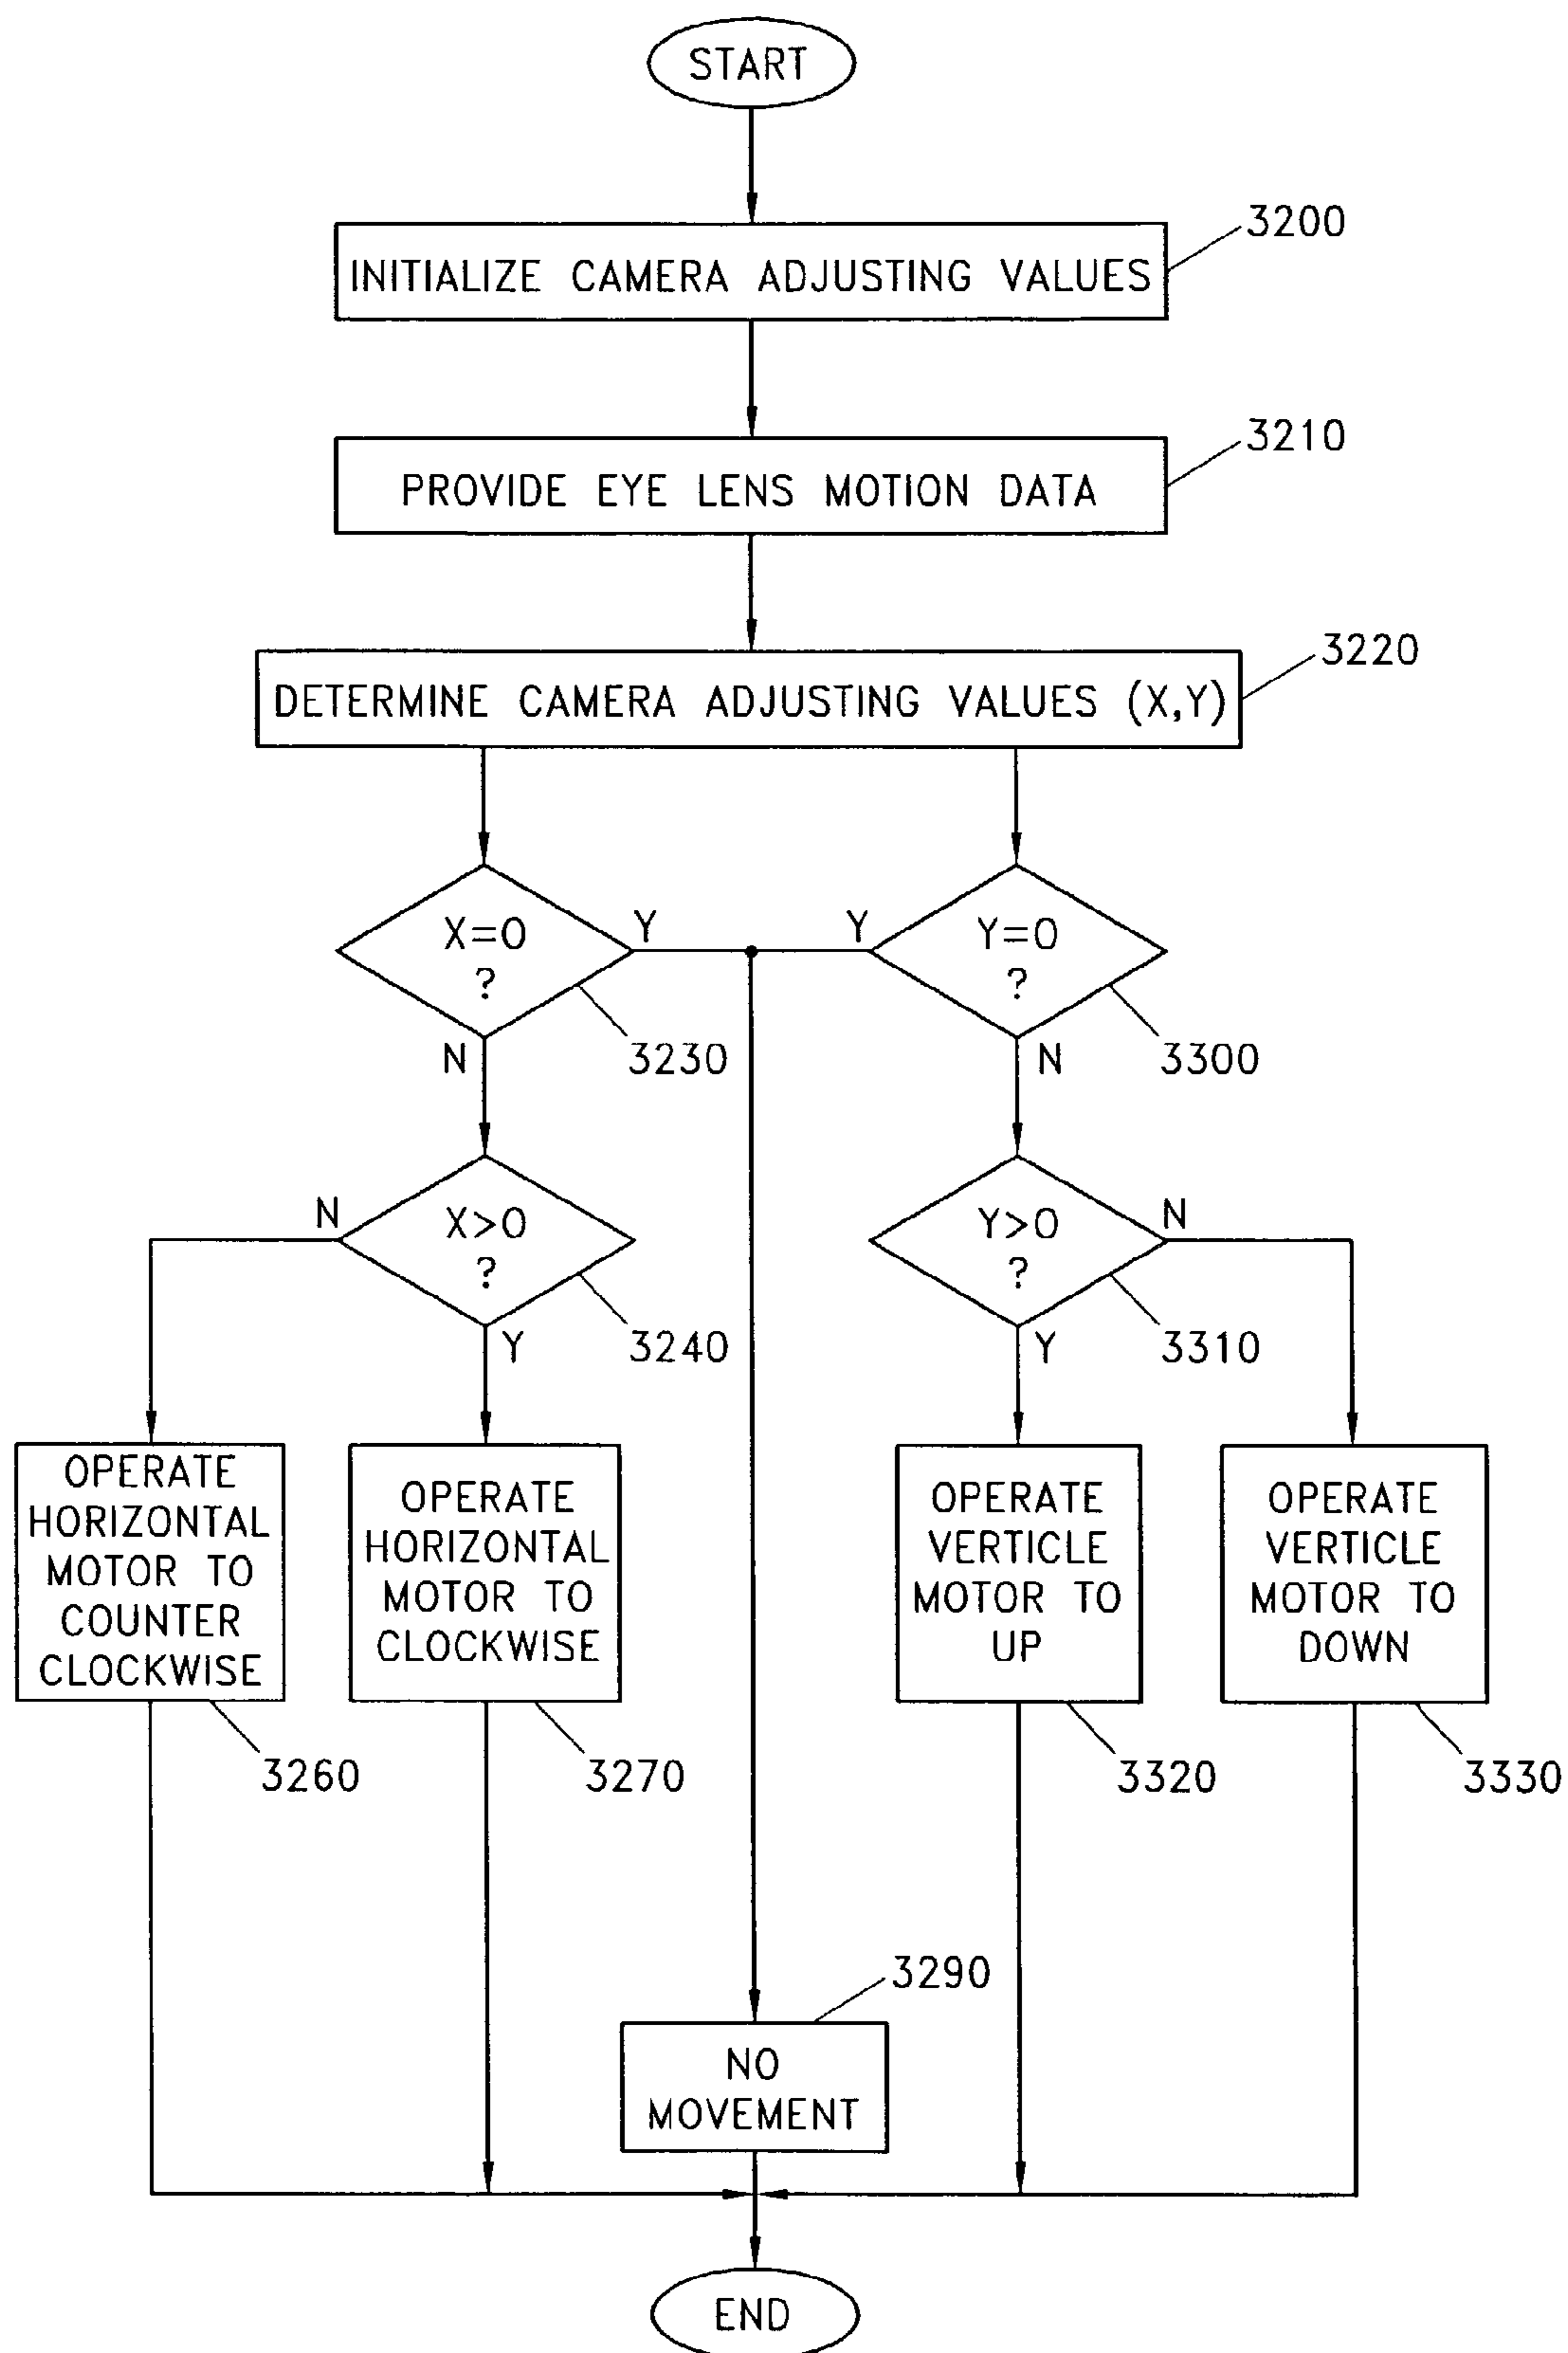 START
3200
INITIALIZE CAMERA ADJUSTING VALUES
3210
PROVIDE EYE LENS MOTION DATA
3220
DETERMINE CAMERA ADJUSTING VALUES (X,Y)
X=0
?
Y
N
3230
Y=0
?
Y
N
3300
X>0
?
N
Y
3240
Y>0
?
N
Y
3310
OPERATE
HORIZONTAL
MOTOR TO
COUNTER
CLOCKWISE
3260
OPERATE
HORIZONTAL
MOTOR TO
CLOCKWISE
3270
OPERATE
VERTICLE
MOTOR TO
UP
3320
OPERATE
VERTICLE
MOTOR TO
DOWN
3330
3290
NO
MOVEMENT
END